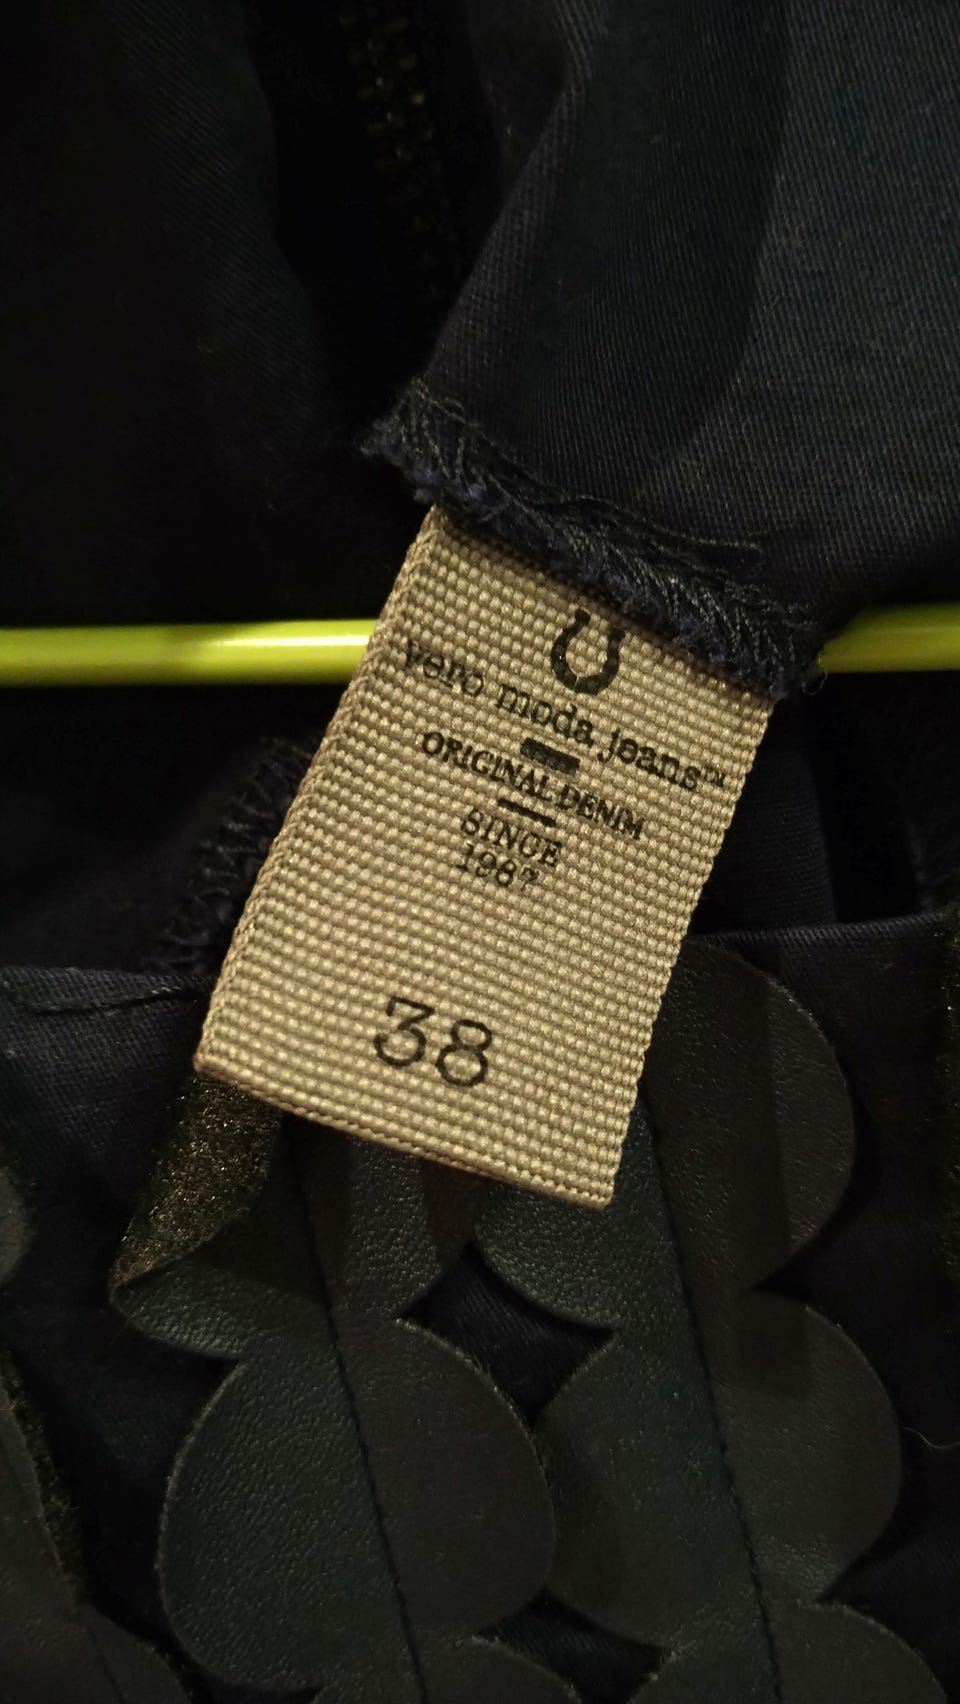 vero moda jeans™
ORIGINAL DENIM
SINCE
1987
38